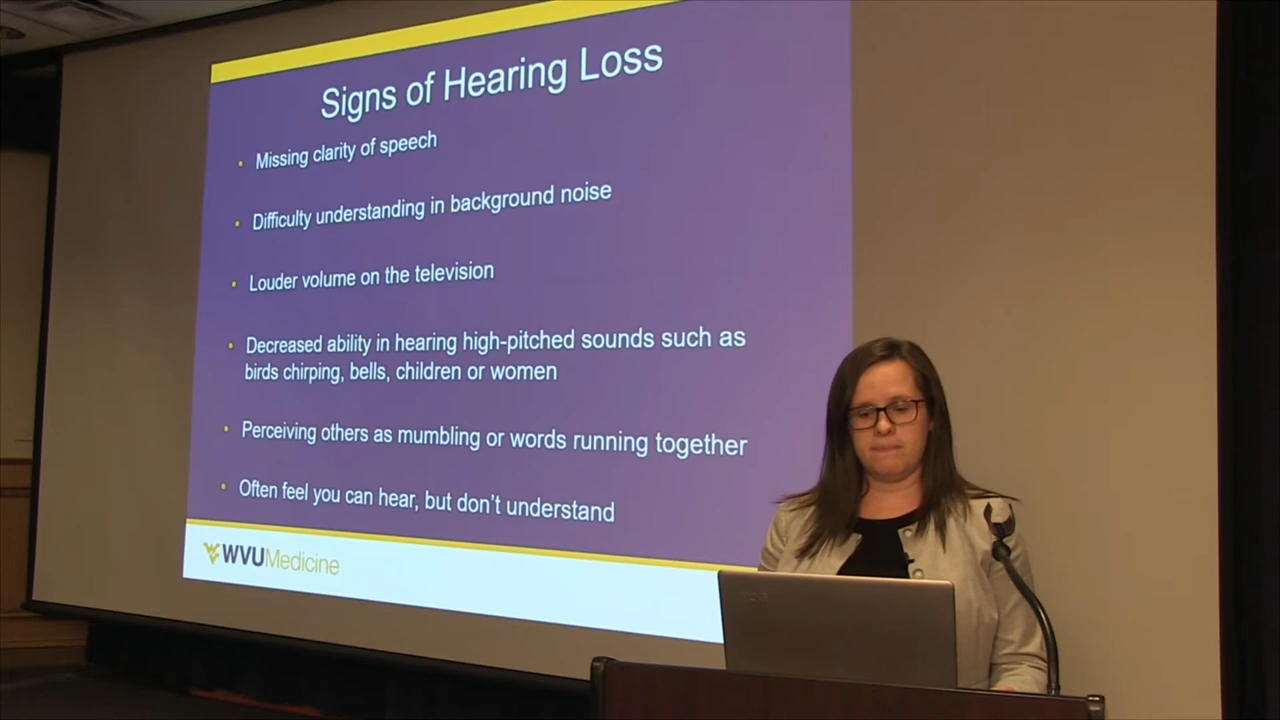 Signs of Hearing Loss
• Missing clarity of speech
• Difficulty understanding in background noise
• Louder volume on the television
• Decreased ability in hearing high-pitched sounds such as
birds chirping, bells, children or women
• Perceiving others as mumbling or words running together
• Often feel you can hear, but don't understand
WVUMedicine